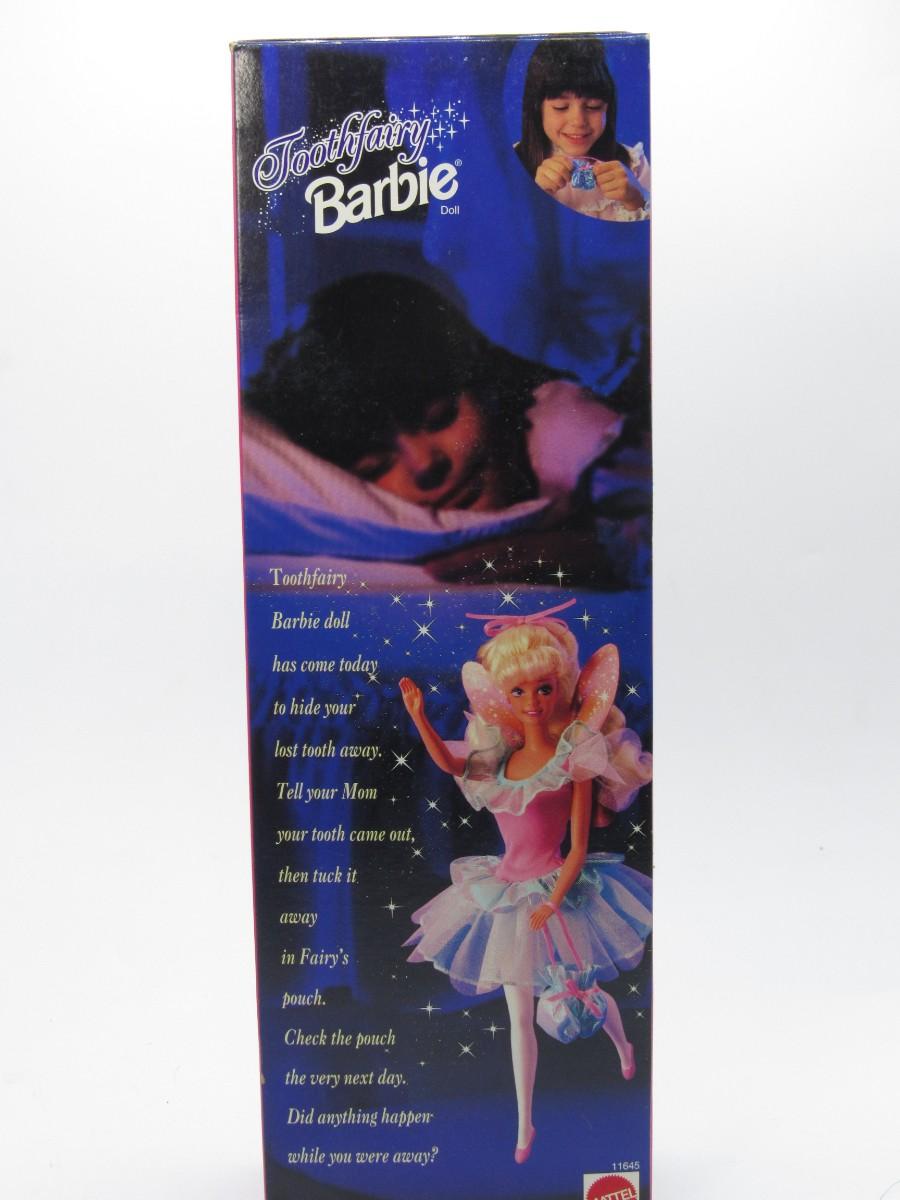 Toothfairy
Barbie®
Doll
Toothfairy
Barbie doll
has come today
to hide your
lost tooth away.
Tell your Mom
your tooth came out,
then tuck it
away
in Fairy's
pouch.
Check the pouch
the very next day.
Did anything happen
while you were away?
11645
MATTEL